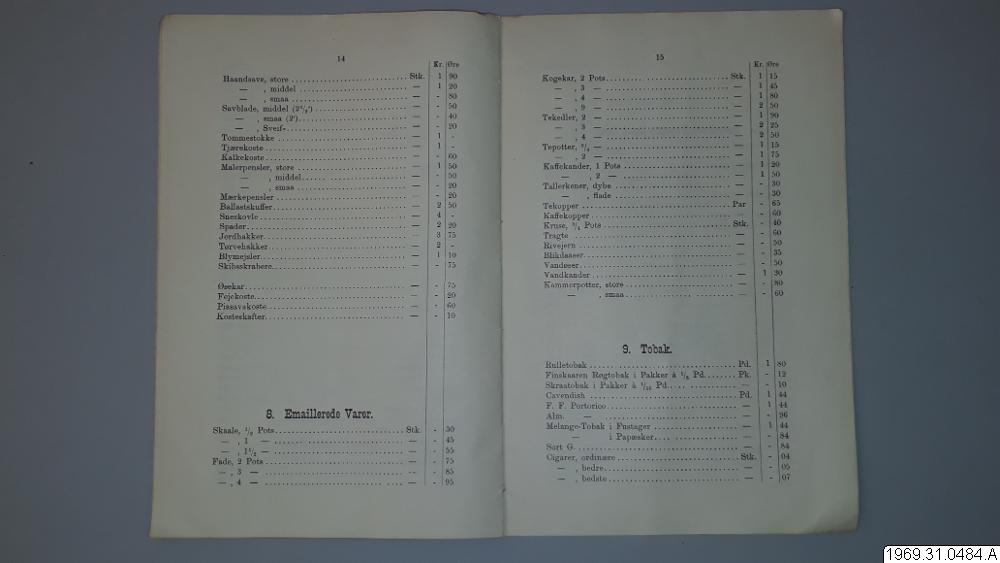 14
Kr. Øre
Haandsave, store Stk. 1 90
— , middel — 1 20
— , smaa — - 80
Savblade, middel (2½') — - 50
— , smaa (2') — - 40
— , Sveif- — - 20
Tommestokke — 1 -
Tjærekoste — 1 -
Kalkekoste — - 60
Malerpensler, store — 1 50
— , middel — - 50
— , smaa — - 20
Mærkepensler — - 20
Ballastskuffer — 2 50
Sneskovle — 4 -
Spader — 2 20
Jordhakker — 3 75
Tørvehakker — 2 -
Blymejsler — 1 10
Skibsskrabere — - 75
Øsekar — - 75
Fejekoste — - 20
Pissavakoste — - 60
Kosteskafter — - 10
8. Emaillerede Varer.
Skaale, ½ Pots Stk. - 30
— , 1 — — - 45
— , 1½ — — - 55
Fade, 2 Pots — - 75
— , 3 — — - 85
— , 4 — — - 95
15
Kr. Øre
Kogekar, 2 Pots Stk. 1 15
— , 3 — — 1 45
— , 4 — — 1 80
— , 9 — — 2 50
Tekedler, 2 — — 1 90
— , 3 — — 2 25
— , 4 — — 2 50
Tepotter, — — 1 15
— , 2 — — 1 75
Kaffekander, 1 Pots — 1 20
— , 2 — — 1 50
Tallerkener, dybe — - 30
— , flade — - 30
Tekopper Par - 65
Kaffekopper — - 60
Kruse, ¾ Pots Stk. - 40
Tragte — - 60
Rivejern — - 50
Blikdaaser — - 35
Vandøser — - 50
Vandkander — 1 30
Kammerpotter, store — - 80
— , smaa — - 60
9. Tobak.
Rulletobak Pd. 1 80
Finskaaren Røgtobak i Pakker à ⅛ Pd. Pk. - 12
Skraatobak i Pakker à 1/16 Pd. — - 10
Cavendish Pd. 1 44
F. F. Portorico — 1 44
Alm. — — - 96
Melange-Tobak i Fustager — 1 44
— i Papæsker — - 84
Sort G. — - 84
Cigarer, ordinære Stk. - 04
— , bedre — - 05
— , bedste — - 07
1969.31.0484.A